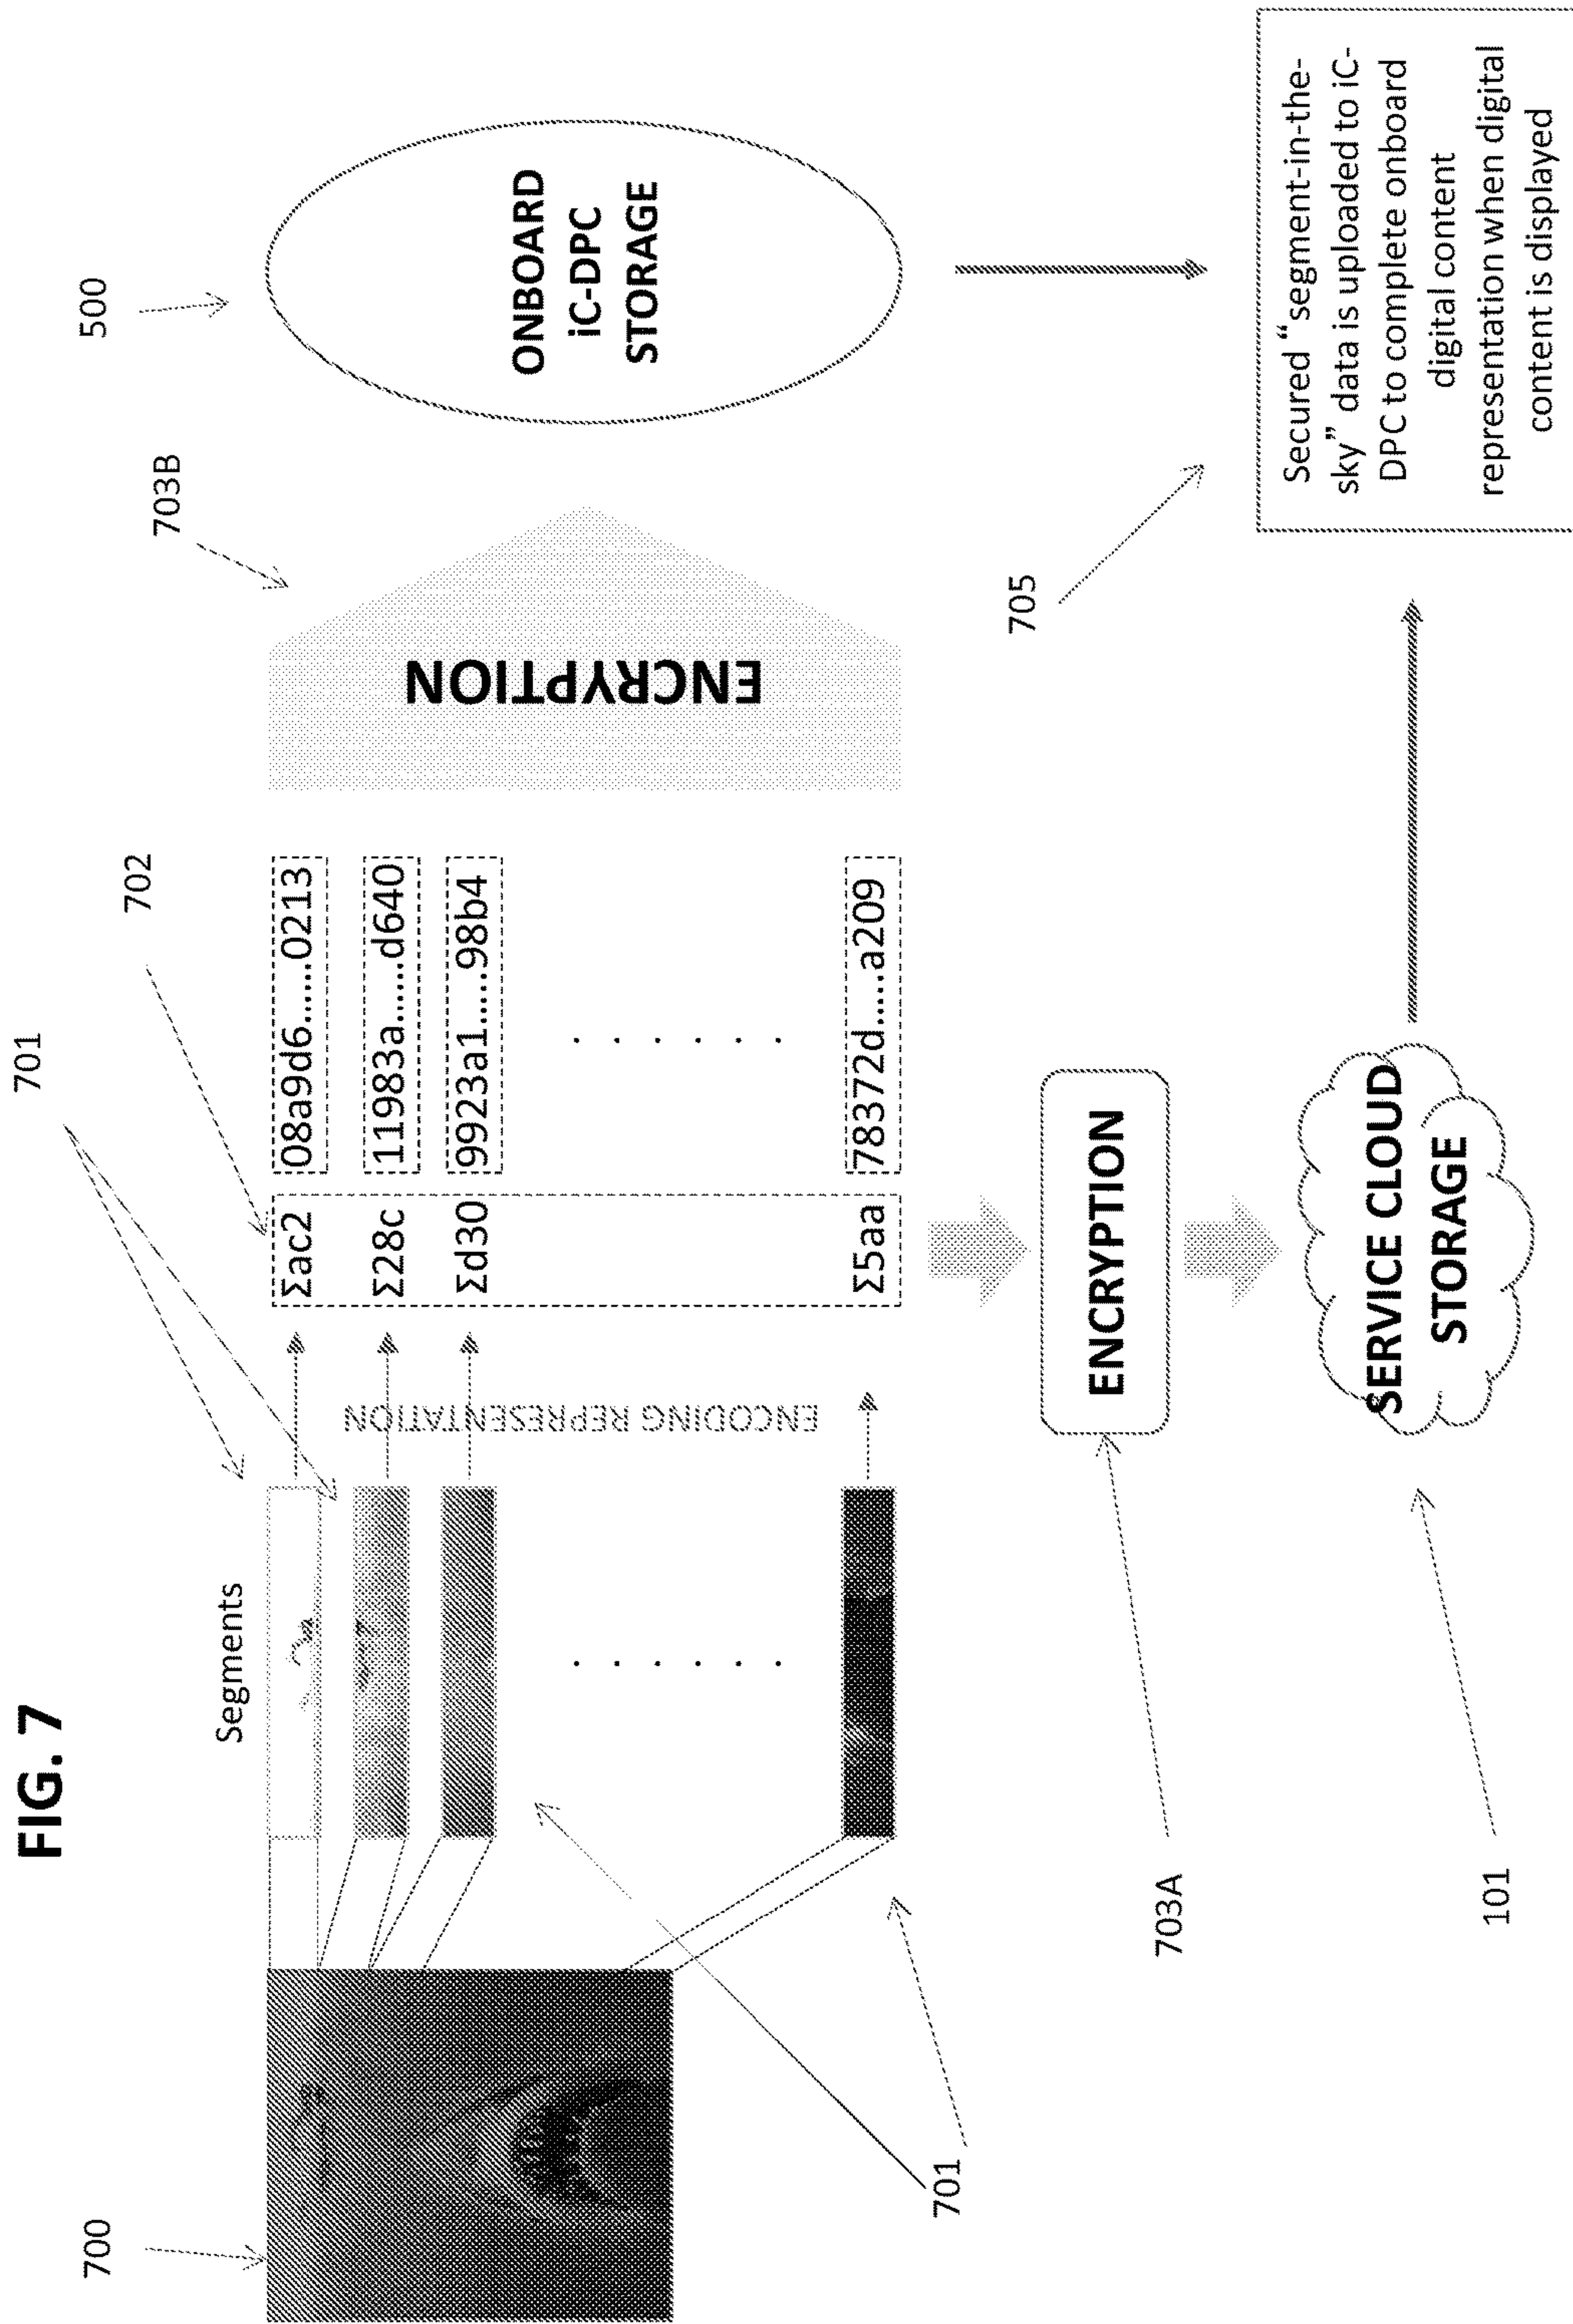 FIG. 7
700
Segments
701
702
703B
500
Σac2
08a9d6......0213
Σ28c
11983a.....d640
Σd30
9923a1.....98b4
. . . . . .
. . . . . .
Σ5aa
78372d.....a209
ENCODING REPRESENTATION
ENCRYPTION
ONBOARD
iC-DPC
STORAGE
701
703A
ENCRYPTION
705
101
SERVICE CLOUD
STORAGE
Secured “segment-in-the-
sky” data is uploaded to iC-
DPC to complete onboard
digital content
representation when digital
content is displayed